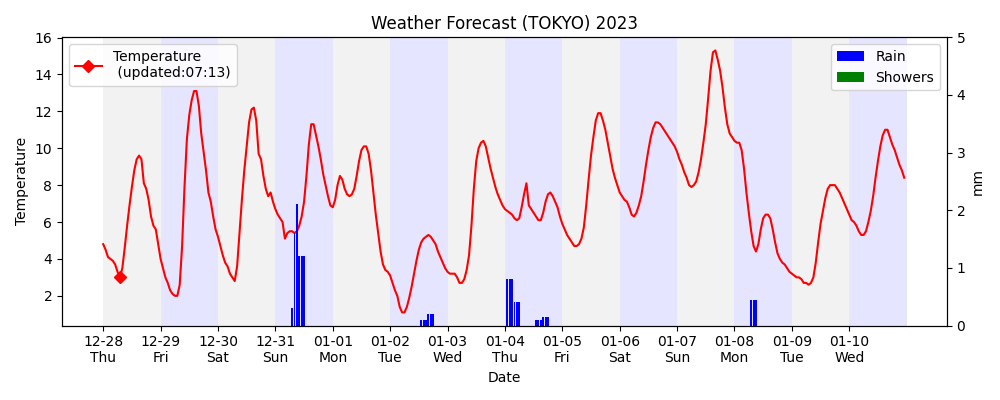 Weather Forecast (TOKYO) 2023
Temperature
(updated:07:13)
Rain
Showers
Temperature
16
14
12
10
8
6
4
2
5
4
3
2
1
0
mm
12-28 12-29 12-30 12-31 01-01 01-02 01-03 01-04 01-05 01-06 01-07 01-08 01-09 01-10
Thu Fri Sat Sun Mon Tue Wed Thu Fri Sat Sun Mon Tue Wed
Date